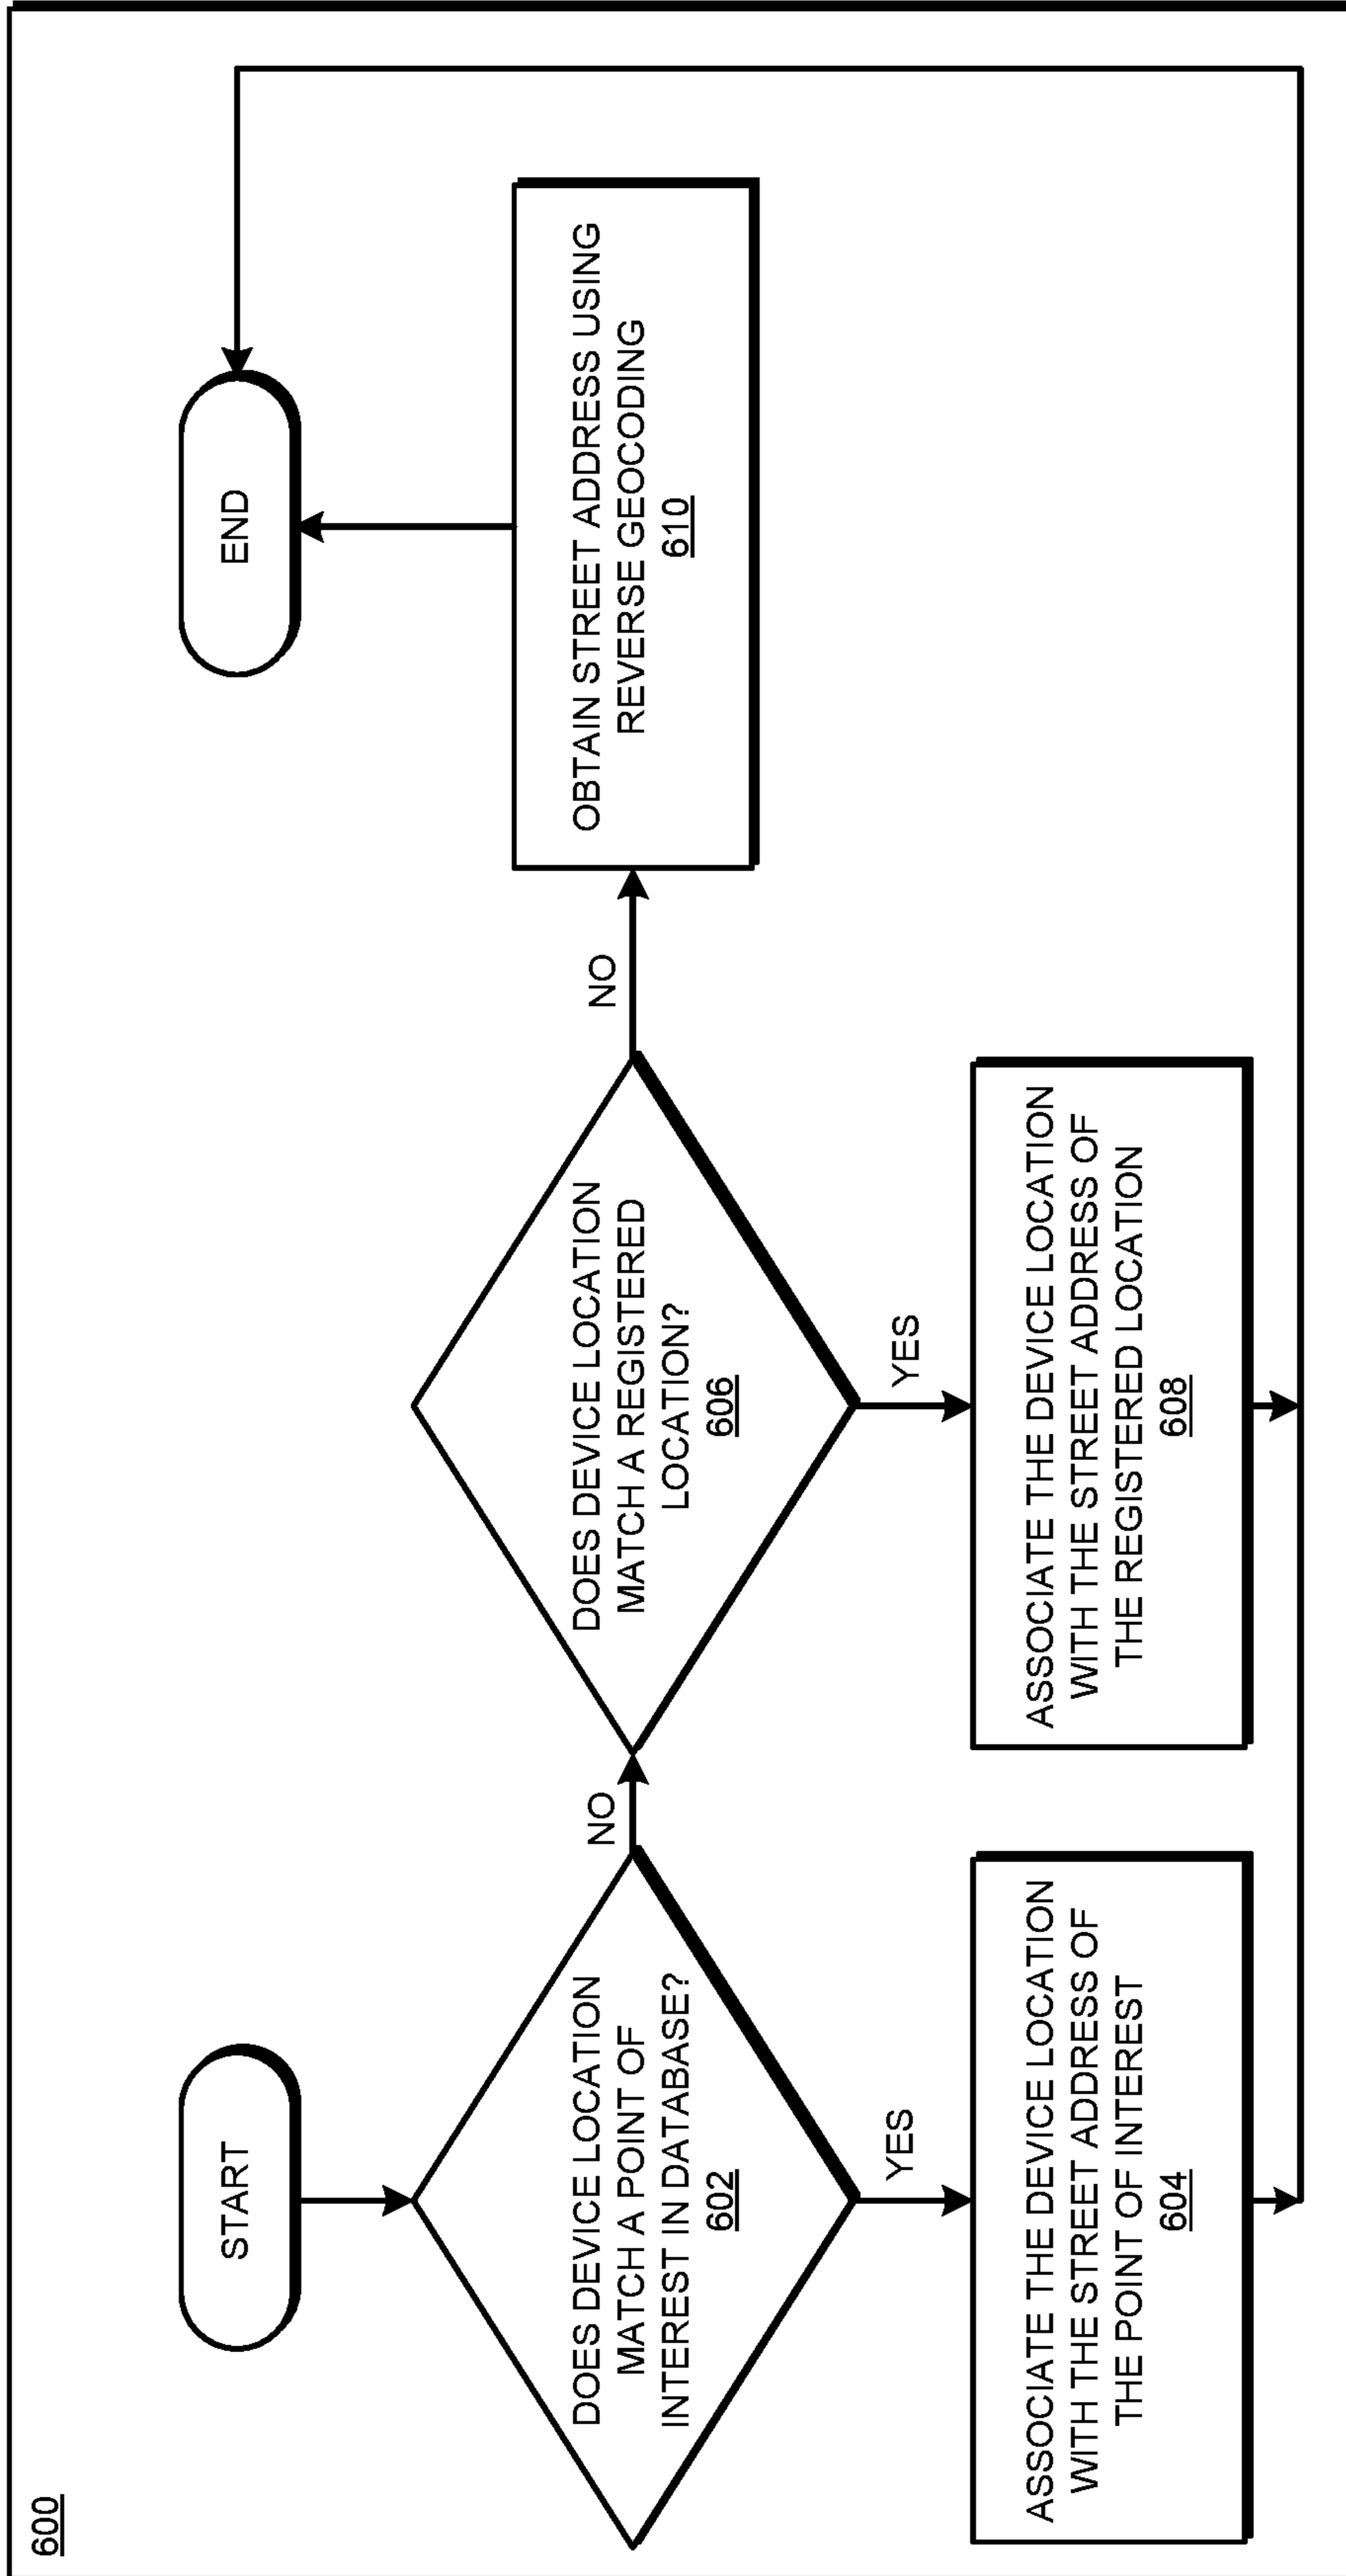 600
START
DOES DEVICE LOCATION
MATCH A POINT OF
INTEREST IN DATABASE?
602
YES
ASSOCIATE THE DEVICE LOCATION
WITH THE STREET ADDRESS OF
THE POINT OF INTEREST
604
NO
DOES DEVICE LOCATION
MATCH A REGISTERED
LOCATION?
606
YES
ASSOCIATE THE DEVICE LOCATION
WITH THE STREET ADDRESS OF
THE REGISTERED LOCATION
608
NO
OBTAIN STREET ADDRESS USING
REVERSE GEOCODING
610
END